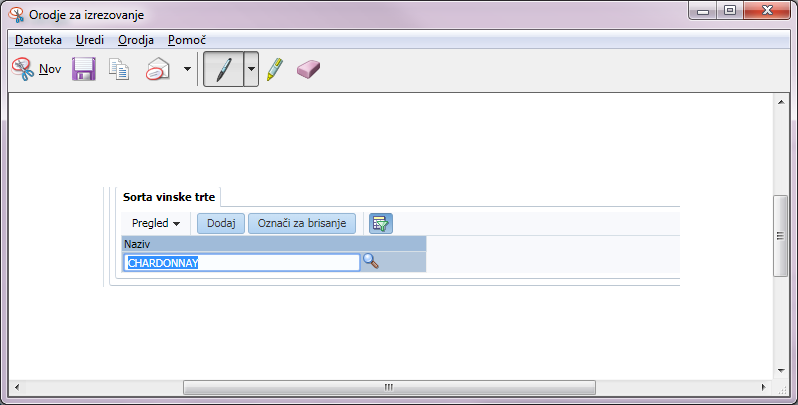 Orodje za izrezovanje
Datoteka Uredi Orodja Pomoč
Nov
Sorta vinske trte
Pregled Dodaj Označi za brisanje
Naziv
CHARDONNAY